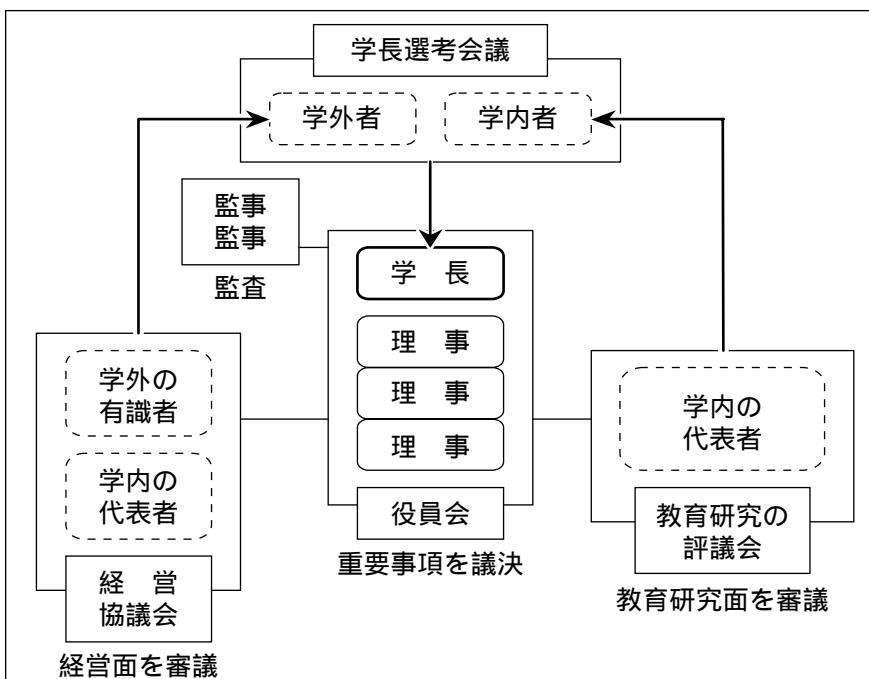 学長選考会議
学外者
学内者
監事
監事
監査
学 長
理 事
理 事
理 事
役員会
重要事項を議決
学外の
有識者
学内の
代表者
経 営
協議会
経営面を審議
学内の
代表者
教育研究の
評議会
教育研究面を審議